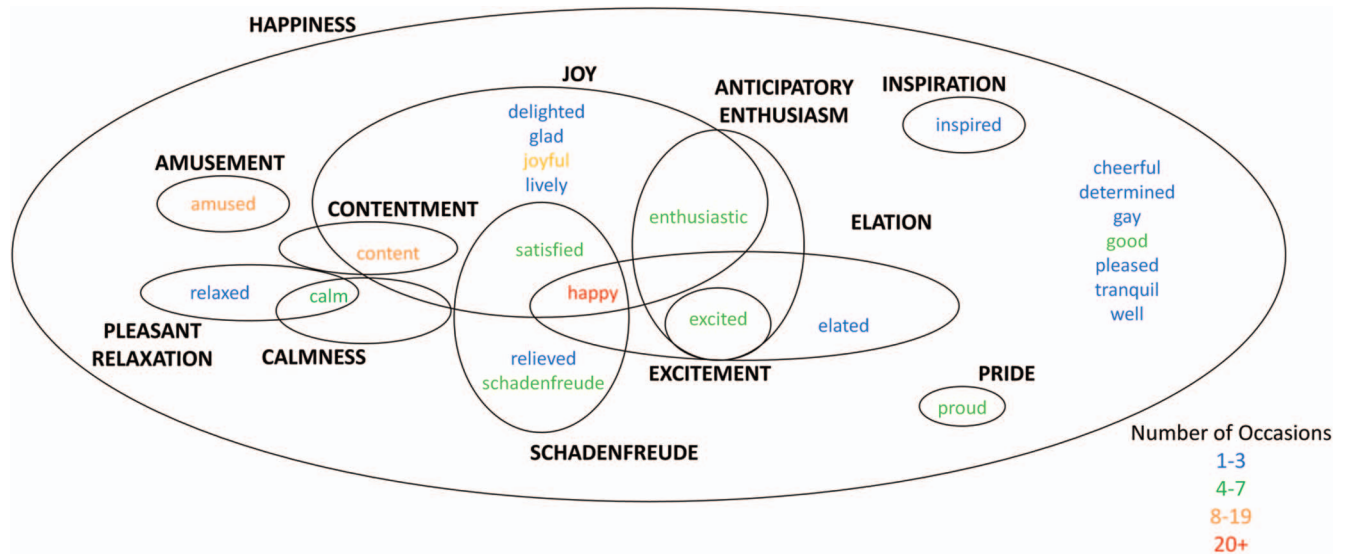 HAPPINESS
JOY
ANTICIPATORY
ENTHUSIASM
INSPIRATION
delighted
glad
joyful
lively
inspired
AMUSEMENT
amused
CONTENTMENT
content
enthusiastic
ELATION
cheerful
determined
gay
good
pleased
tranquil
well
satisfied
relaxed
calm
happy
excited
elated
PLEASANT
RELAXATION
CALMNESS
relieved
schadenfreude
EXCITEMENT
PRIDE
proud
SCHADENFREUDE
Number of Occasions
1-3
4-7
8-19
20+